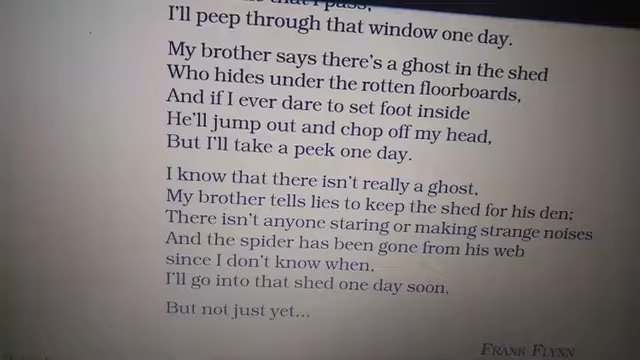 that I pass,
I'll peep through that window one day.
My brother says there's a ghost in the shed
Who hides under the rotten floorboards,
And if I ever dare to set foot inside
He'll jump out and chop off my head,
But I'll take a peek one day.
I know that there isn't really a ghost,
My brother tells lies to keep the shed for his den;
There isn't anyone staring or making strange noises
And the spider has been gone from his web
since I don't know when.
I'll go into that shed one day soon,
But not just yet...
FRANK FLYNN